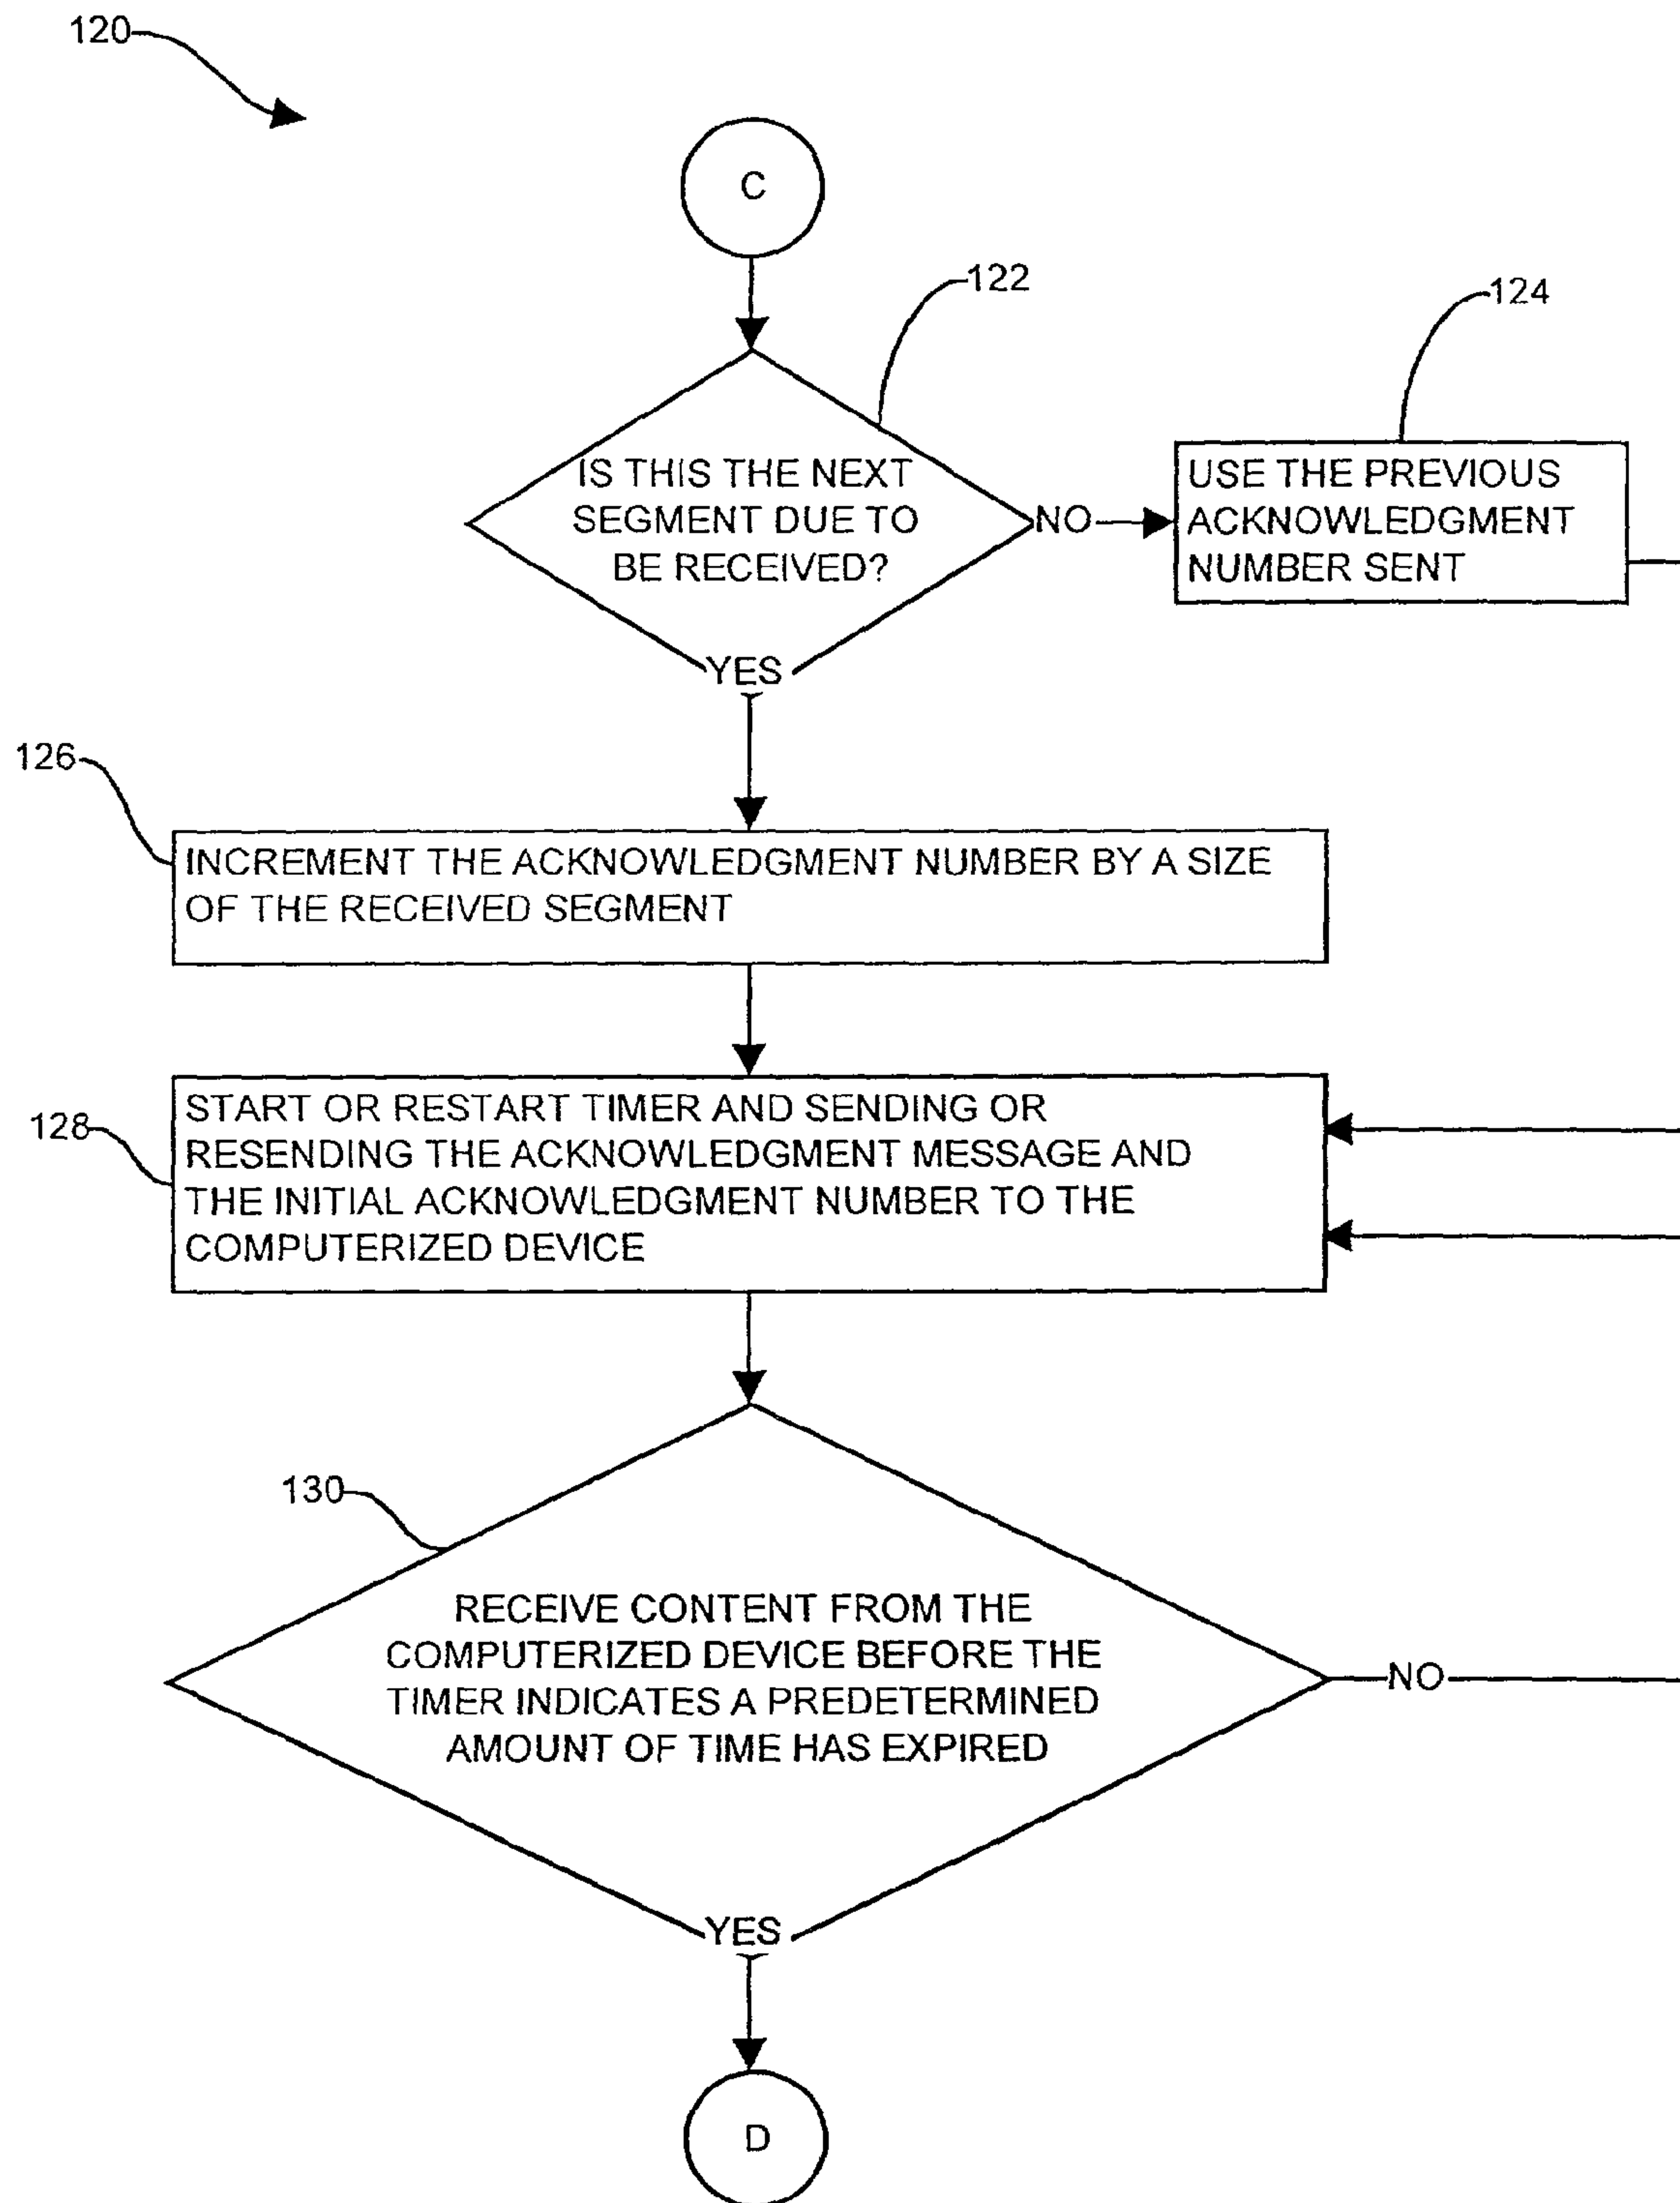 120
C
122
124
IS THIS THE NEXT
SEGMENT DUE TO
BE RECEIVED?
NO
USE THE PREVIOUS
ACKNOWLEDGMENT
NUMBER SENT
YES
126
INCREMENT THE ACKNOWLEDGMENT NUMBER BY A SIZE
OF THE RECEIVED SEGMENT
128
START OR RESTART TIMER AND SENDING OR
RESENDING THE ACKNOWLEDGMENT MESSAGE AND
THE INITIAL ACKNOWLEDGMENT NUMBER TO THE
COMPUTERIZED DEVICE
130
RECEIVE CONTENT FROM THE
COMPUTERIZED DEVICE BEFORE THE
TIMER INDICATES A PREDETERMINED
AMOUNT OF TIME HAS EXPIRED
NO
YES
D